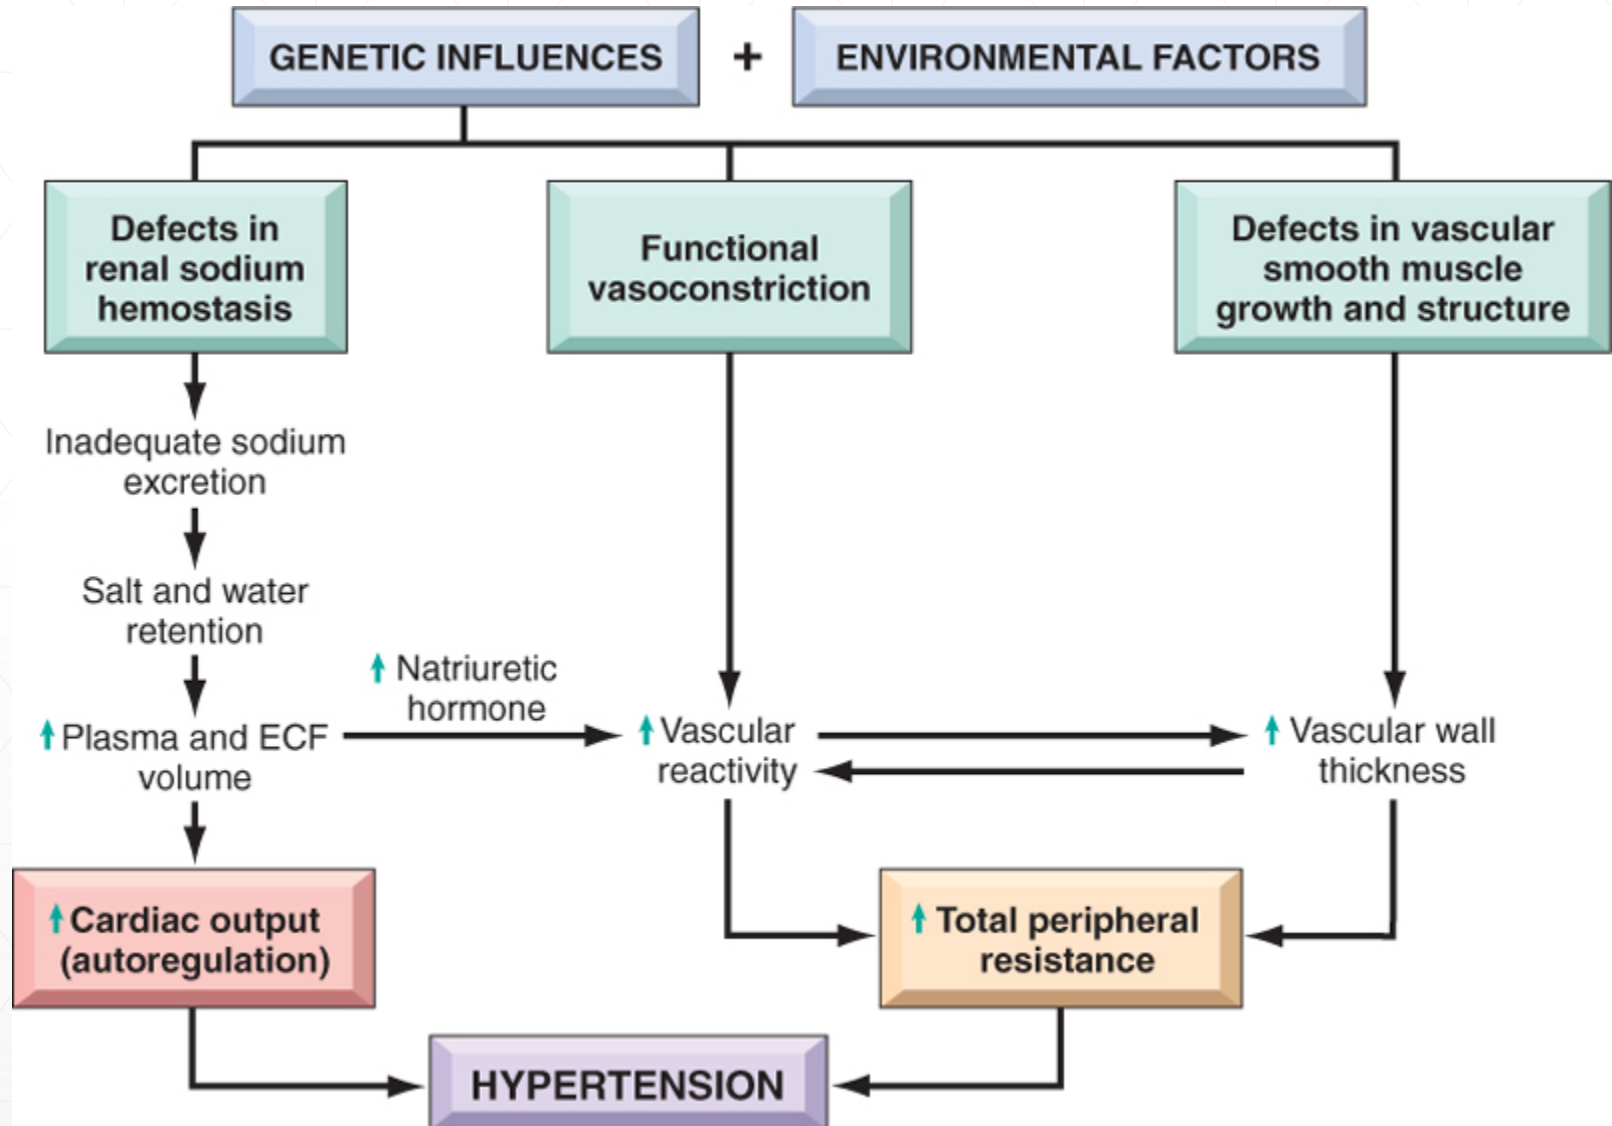 GENETIC INFLUENCES + ENVIRONMENTAL FACTORS
Defects in
renal sodium
hemostasis
Functional
vasoconstriction
Defects in vascular
smooth muscle
growth and structure
Inadequate sodium
excretion
Salt and water
retention
↑ Natriuretic
hormone
↑ Plasma and ECF
volume
↑ Vascular
reactivity
↑ Vascular wall
thickness
↑ Cardiac output
(autoregulation)
↑ Total peripheral
resistance
HYPERTENSION